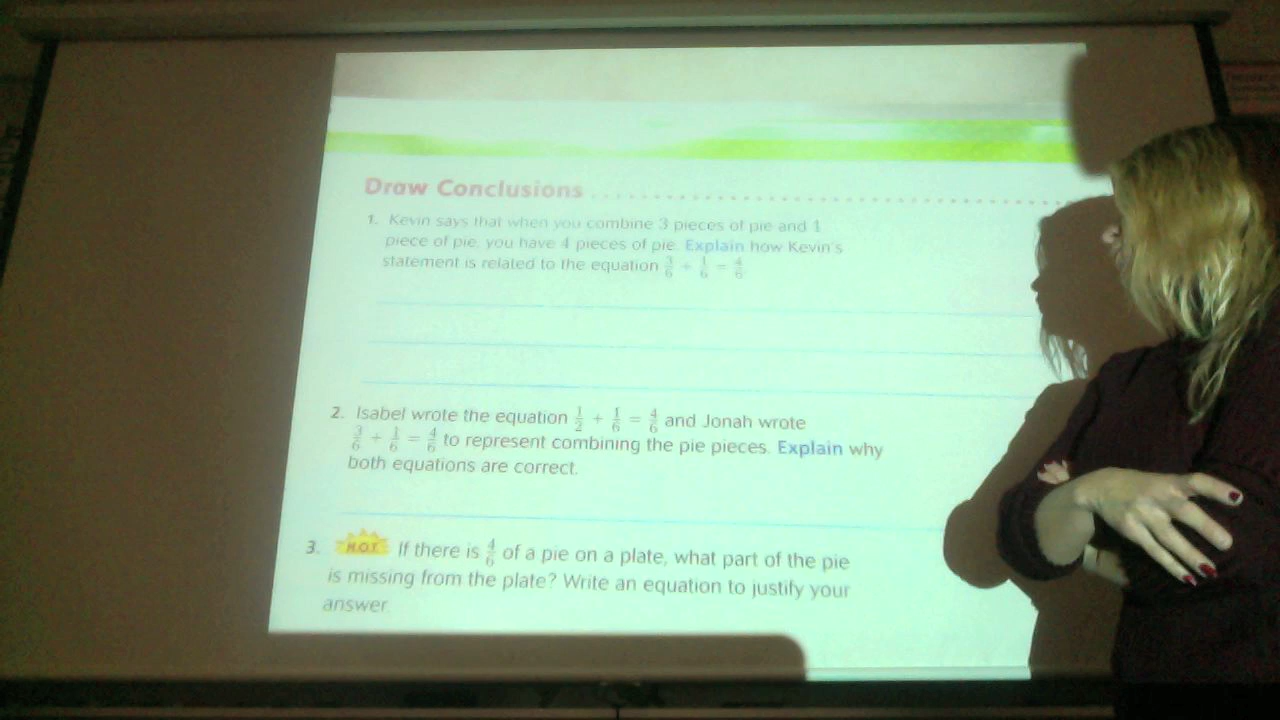 Draw Conclusions
1. Kevin says that when you combine 3 pieces of pie and 1
piece of pie, you have 4 pieces of pie. Explain how Kevin's
statement is related to the equation 3/6 + 1/6 = 4/6
2. Isabel wrote the equation 1/2 + 1/6 = 4/6 and Jonah wrote
3/6 + 1/6 = 4/6 to represent combining the pie pieces. Explain why
both equations are correct.
3. H.O.T. If there is 4/6 of a pie on a plate, what part of the pie
is missing from the plate? Write an equation to justify your
answer.